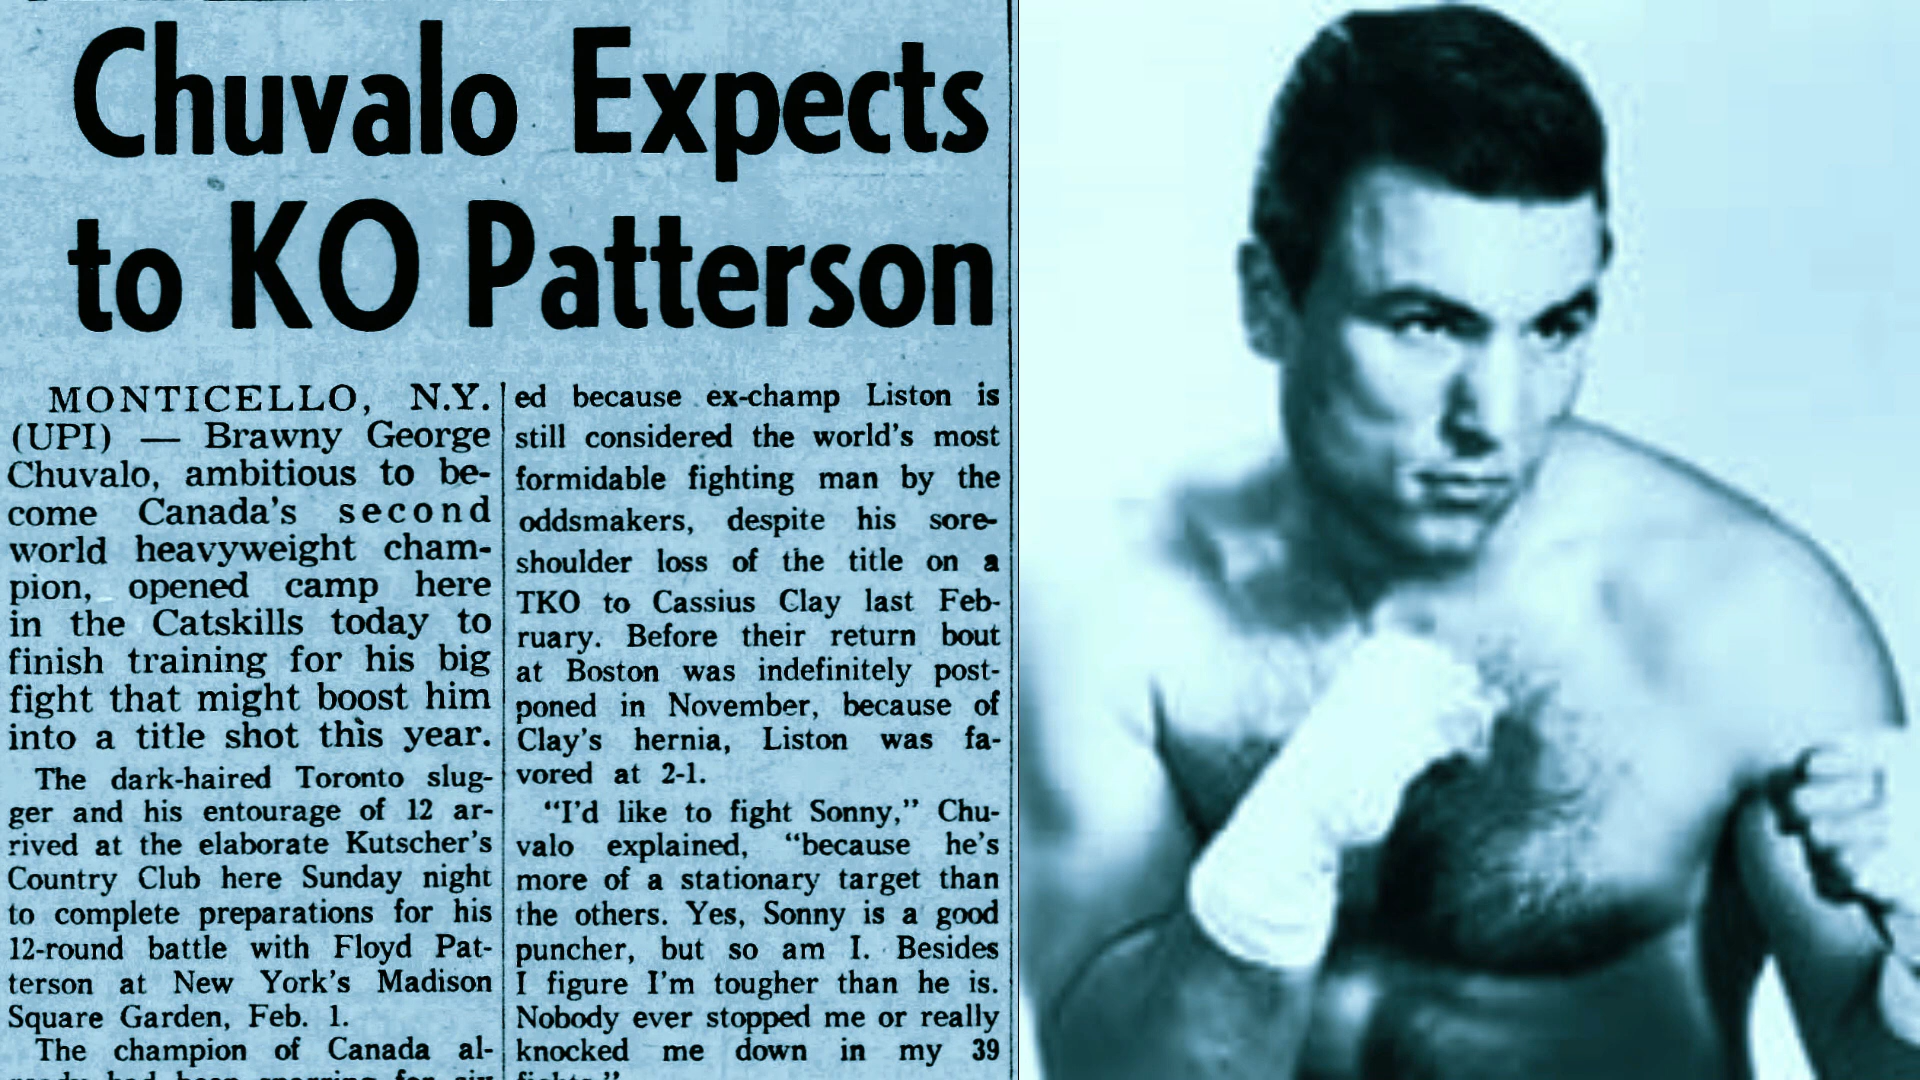 Chuvalo Expects
to KO Patterson
MONTICELLO, N.Y.
(UPI) — Brawny George
Chuvalo, ambitious to be-
come Canada's second
world heavyweight cham-
pion, opened camp here
in the Catskills today to
finish training for his big
fight that might boost him
into a title shot this year.
The dark-haired Toronto slug-
ger and his entourage of 12 ar-
rived at the elaborate Kutscher's
Country Club here Sunday night
to complete preparations for his
12-round battle with Floyd Pat-
terson at New York's Madison
Square Garden, Feb. 1.
The champion of Canada al-
ready had been sparring for six
ed because ex-champ Liston is
still considered the world's most
formidable fighting man by the
oddsmakers, despite his sore-
shoulder loss of the title on a
TKO to Cassius Clay last Feb-
ruary. Before their return bout
at Boston was indefinitely post-
poned in November, because of
Clay's hernia, Liston was fa-
vored at 2-1.
"I'd like to fight Sonny," Chu-
valo explained, "because he's
more of a stationary target than
the others. Yes, Sonny is a good
puncher, but so am I. Besides
I figure I'm tougher than he is.
Nobody ever stopped me or really
knocked me down in my 39
fights."